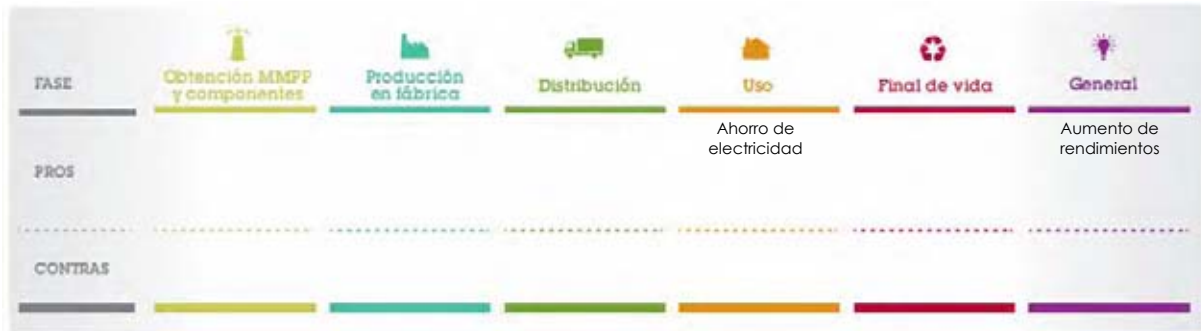 FASE
Obtención MMPP
y componentes
Producción
en fábrica
Distribución
Uso
Final de vida
General
PROS
Ahorro de
electricidad
Aumento de
rendimientos
CONTRAS